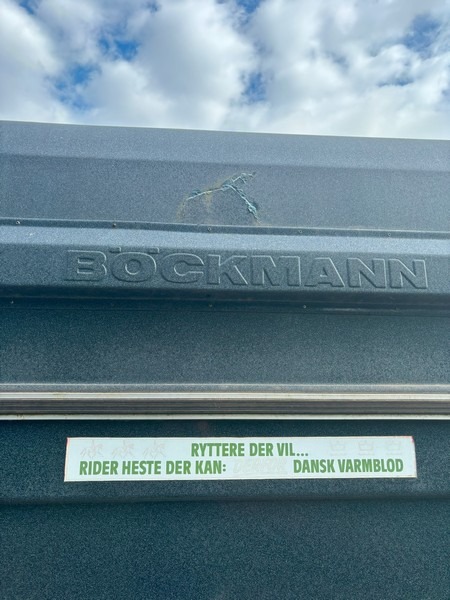 BÖCKMANN
RYTTERE DER VIL...
RIDER HESTE DER KAN: DANSK VARMBLOD